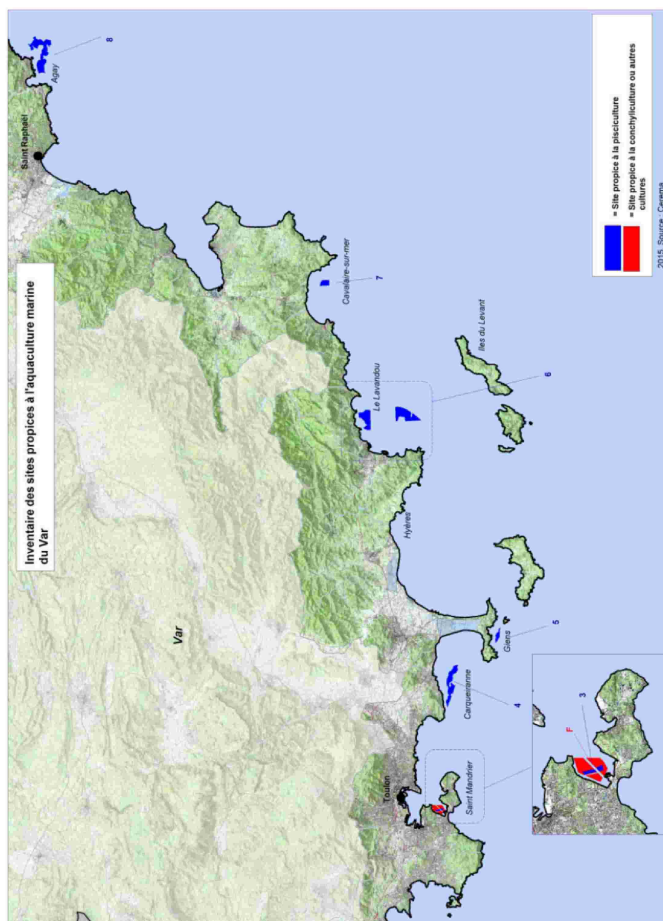 Inventaire des sites propices à l'aquaculture marine
du Var
Var
Saint Raphaël
Agay
8
Cavalaire-sur-mer
7
Le Lavandou
6
Iles du Levant
Hyères
Giens
5
Carqueiranne
4
Toulon
Saint Mandrier
F
3
= Site propice à la pisciculture
= Site propice à la conchyliculture ou autres
cultures
2015 Source : Cerema